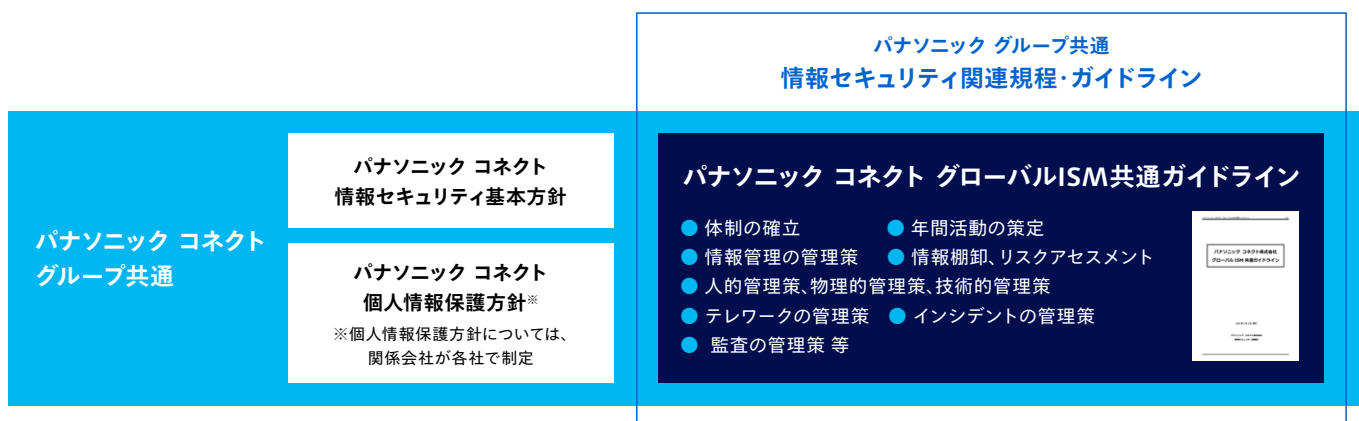 パナソニック グループ共通
情報セキュリティ関連規程・ガイドライン
パナソニック コネクト
グループ共通
パナソニック コネクト
情報セキュリティ基本方針
パナソニック コネクト
個人情報保護方針※
※個人情報保護方針については、
関係会社が各社で制定
パナソニック コネクト グローバルISM共通ガイドライン
● 体制の確立 ● 年間活動の策定
● 情報管理の管理策 ● 情報棚卸、リスクアセスメント
● 人的管理策、物理的管理策、技術的管理策
● テレワークの管理策 ● インシデントの管理策
● 監査の管理策 等
パナソニック コネクト株式会社
グローバル ISM 共通ガイドライン